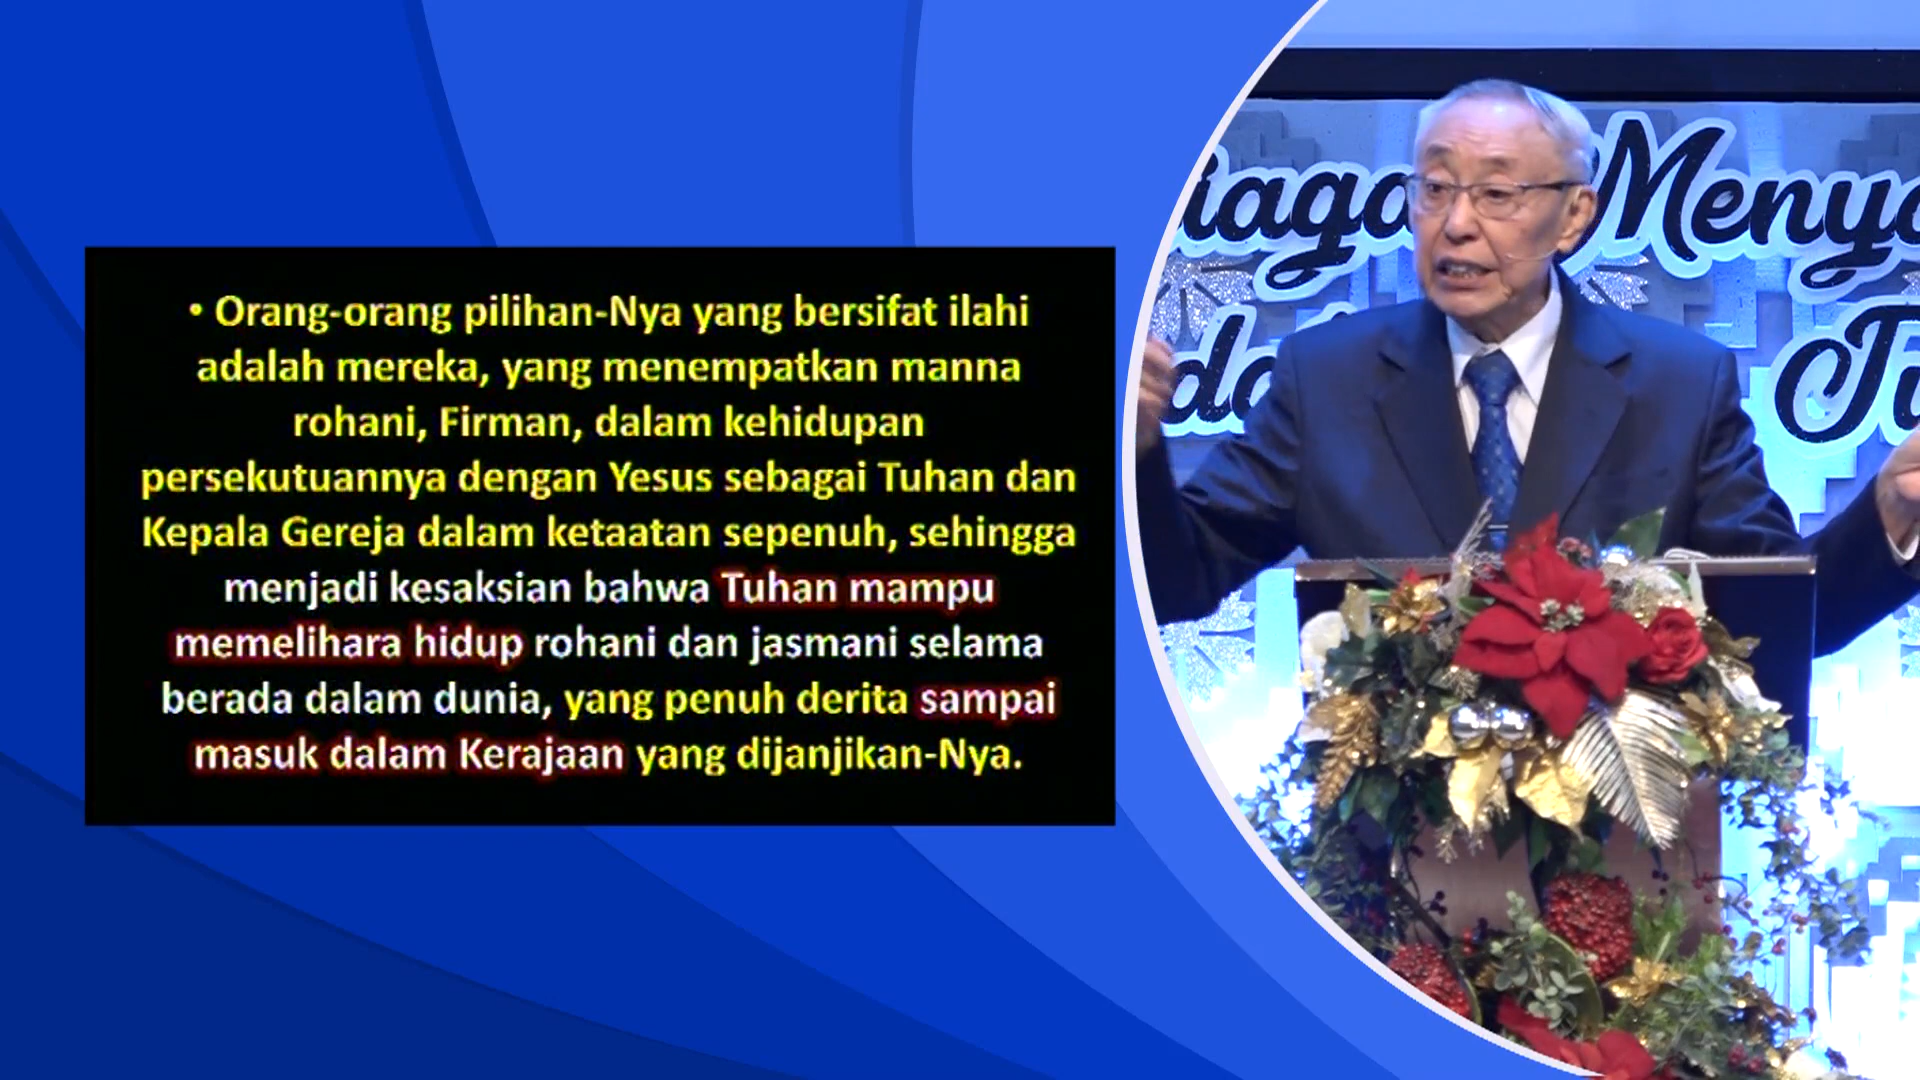 • Orang-orang pilihan-Nya yang bersifat ilahi
adalah mereka, yang menempatkan manna
rohani, Firman, dalam kehidupan
persekutuannya dengan Yesus sebagai Tuhan dan
Kepala Gereja dalam ketaatan sepenuh, sehingga
menjadi kesaksian bahwa Tuhan mampu
memelihara hidup rohani dan jasmani selama
berada dalam dunia, yang penuh derita sampai
masuk dalam Kerajaan yang dijanjikan-Nya.
iaga Menya